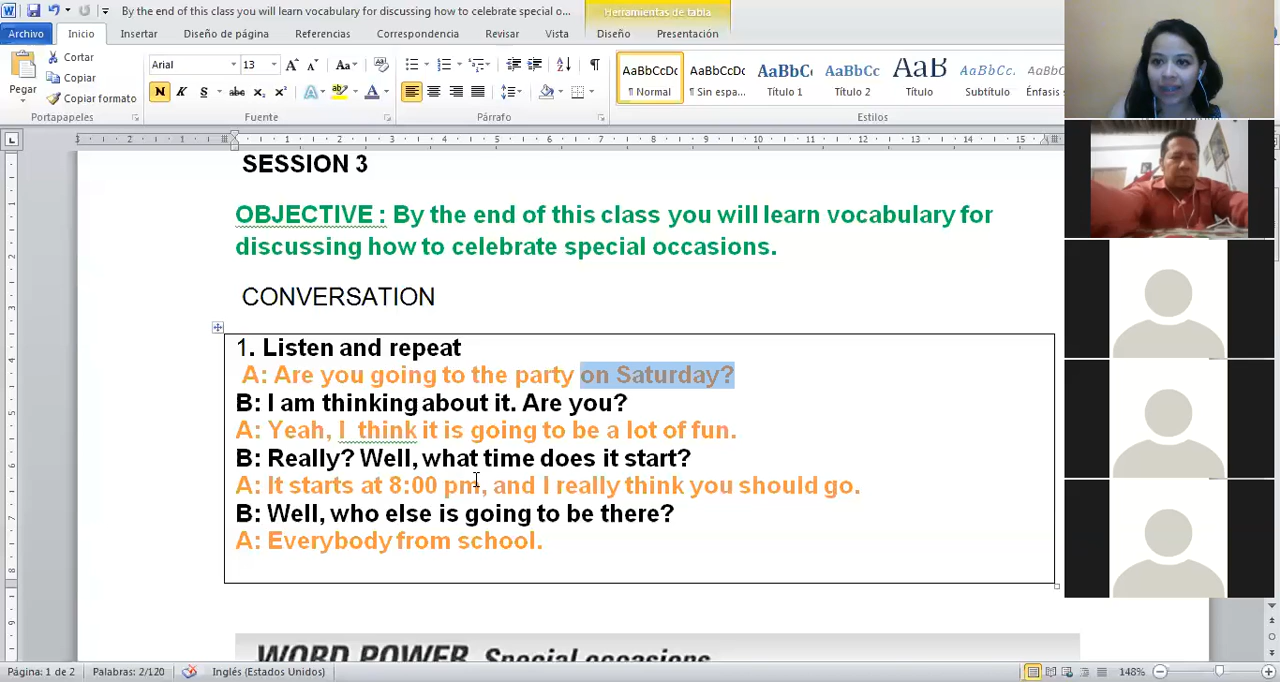 By the end of this class you will learn vocabulary for discussing how to celebrate special o...
Herramientas de tabla
Archivo Inicio Insertar Diseño de página Referencias Correspondencia Revisar Vista Diseño Presentación
Cortar
Copiar
Copiar formato
Pegar
Arial 13
Portapapeles Fuente Párrafo Estilos
AaBbCcDc AaBbCcDc AaBbC AaBbCc AaB AaBbCc.
¶ Normal ¶ Sin espa... Título 1 Título 2 Título Subtítulo Énfasis
SESSION 3
OBJECTIVE : By the end of this class you will learn vocabulary for
discussing how to celebrate special occasions.
CONVERSATION
1. Listen and repeat
A: Are you going to the party on Saturday?
B: I am thinking about it. Are you?
A: Yeah, I think it is going to be a lot of fun.
B: Really? Well, what time does it start?
A: It starts at 8:00 pm, and I really think you should go.
B: Well, who else is going to be there?
A: Everybody from school.
WORD POWER Special occasions
Página: 1 de 2 Palabras: 2/120 Inglés (Estados Unidos) 148%